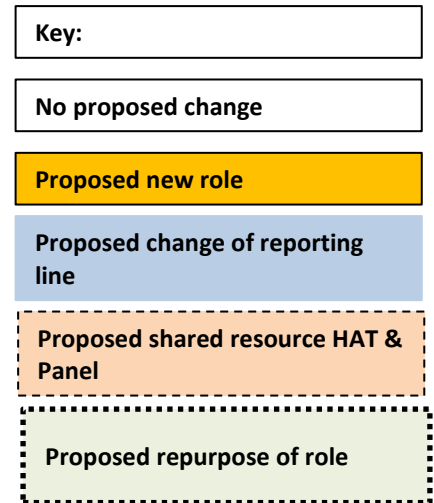 Key:
No proposed change
Proposed new role
Proposed change of reporting
line
Proposed shared resource HAT &
Panel
Proposed repurpose of role